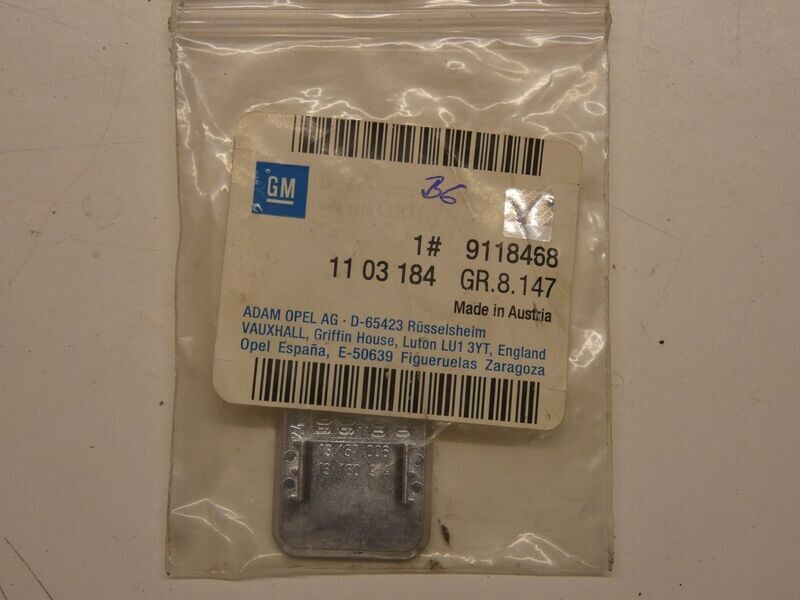 GM
B6
1# 9118468
11 03 184 GR.8.147
Made in Austria
ADAM OPEL AG · D-65423 Rüsselsheim
VAUXHALL, Griffin House, Luton LU1 3YT, England
Opel España, E-50639 Figueruelas Zaragoza